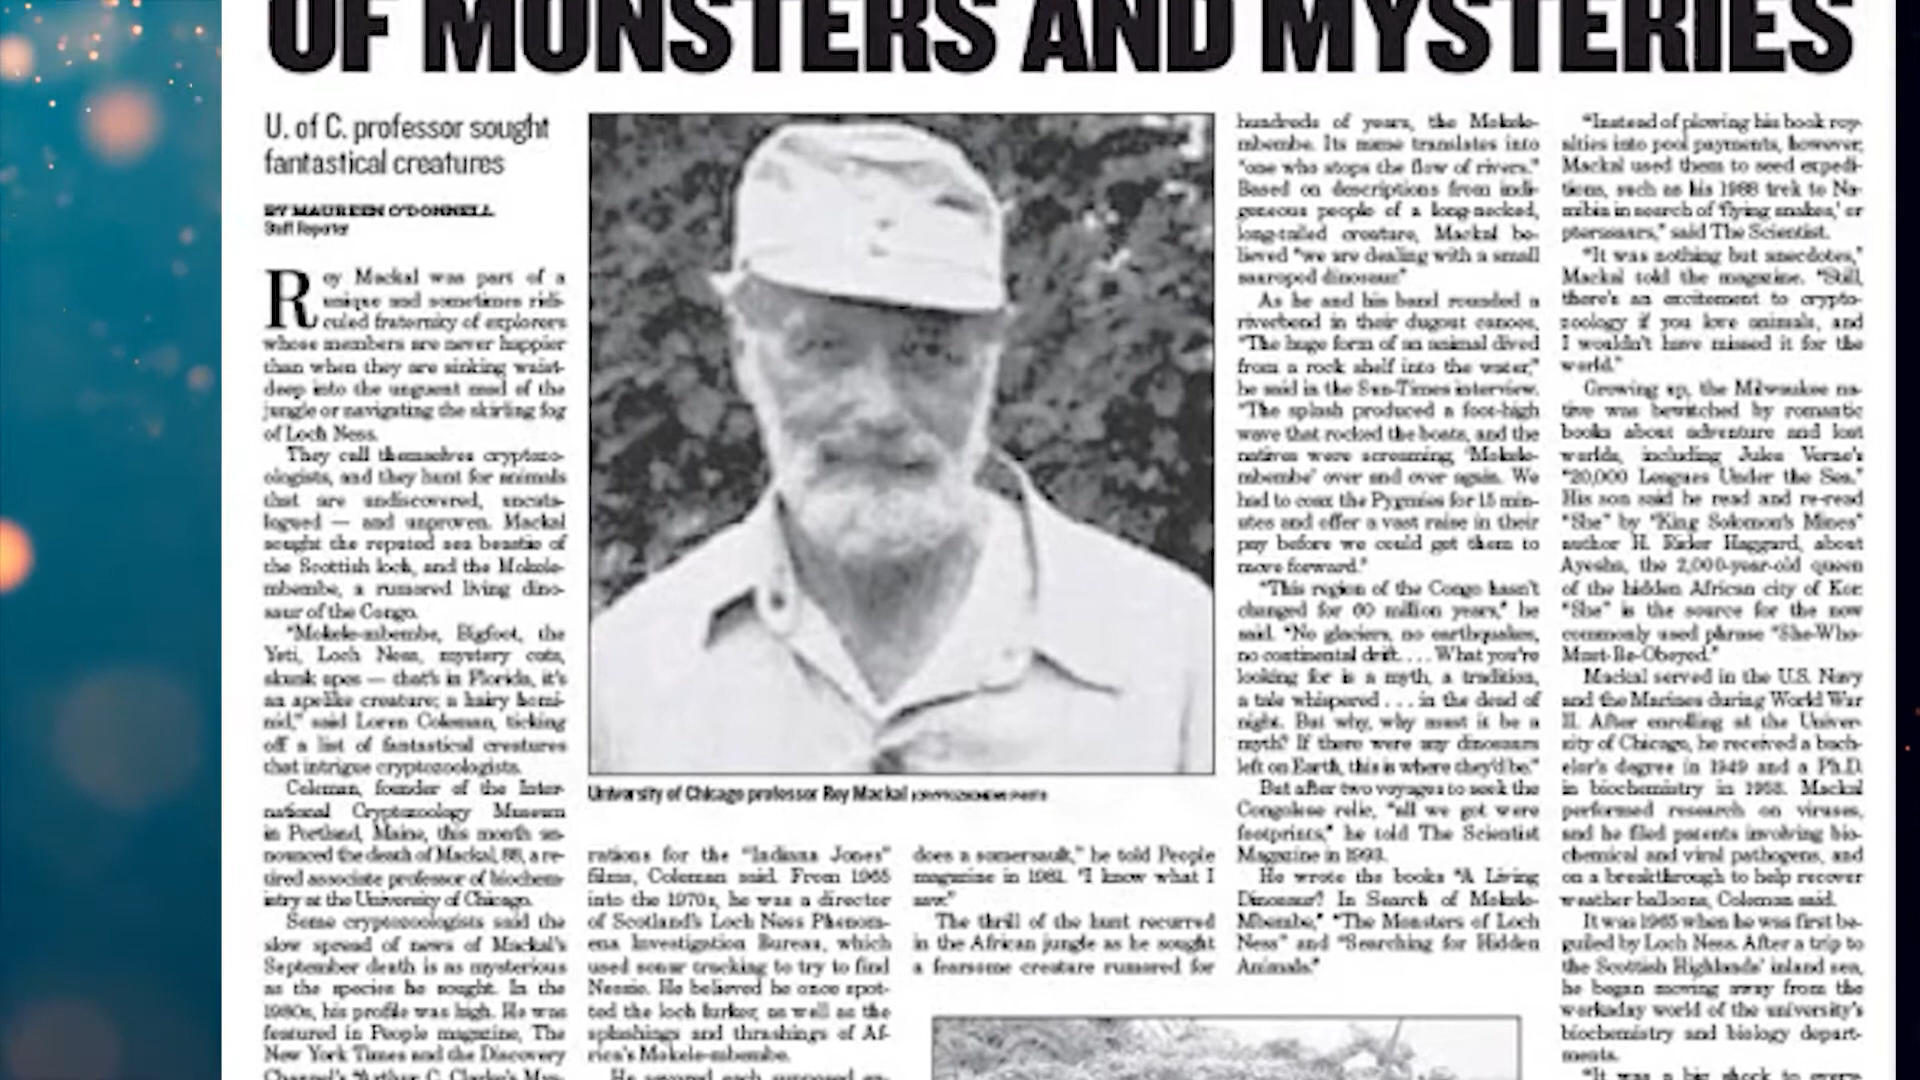 OF MONSTERS AND MYSTERIES
U. of C. professor sought
fantastical creatures
BY MAUREEN O'DONNELL
Staff Reporter
Roy Mackal was part of a
unique and sometimes ridi-
culed fraternity of explorers
whose members are never happier
than when they are sinking waist-
deep into the unguent mud of the
jungle or navigating the skirling fog
of Loch Ness.
They call themselves cryptozo-
ologists, and they hunt for animals
that are undiscovered, uncata-
logued — and unproven. Mackal
sought the reputed sea beastie of
the Scottish loch, and the Mokele-
mbembe, a rumored living dino-
saur of the Congo.
"Mokele-mbembe, Bigfoot, the
Yeti, Loch Ness, mystery cats,
skunk apes — that's in Florida, it's
an apelike creature; a hairy homi-
nid," said Loren Coleman, ticking
off a list of fantastical creatures
that intrigue cryptozoologists.
Coleman, founder of the Inter-
national Cryptozoology Museum
in Portland, Maine, this month an-
nounced the death of Mackal, 88, a re-
tired associate professor of biochem-
istry at the University of Chicago.
Some cryptozoologists said the
slow spread of news of Mackal's
September death is as mysterious
as the species he sought. In the
1980s, his profile was high. He was
featured in People magazine, The
New York Times and the Discovery
Channel's "Arthur C. Clarke's Mys-
University of Chicago professor Roy Mackal
rations for the "Indiana Jones"
films, Coleman said. From 1965
into the 1970s, he was a director
of Scotland's Loch Ness Phenom-
ena Investigation Bureau, which
used sonar tracking to try to find
Nessie. He believed he once spot-
ted the loch lurker, as well as the
splashings and thrashings of Af-
rica's Mokele-mbembe.
He secured each supposed en-
does a somersault," he told People
magazine in 1981. "I know what I
saw."
The thrill of the hunt recurred
in the African jungle as he sought
a fearsome creature rumored for
hundreds of years, the Mokele-
mbembe. Its name translates into
"one who stops the flow of rivers."
Based on descriptions from indi-
geneous people of a long-necked,
long-tailed creature, Mackal be-
lieved "we are dealing with a small
sauropod dinosaur."
As he and his band rounded a
riverbend in their dugout canoes,
"The huge form of an animal dived
from a rock shelf into the water,"
he said in the Sun-Times interview.
"The splash produced a foot-high
wave that rocked the boats, and the
natives were screaming, 'Mokele-
mbembe' over and over again. We
had to coax the Pygmies for 15 min-
utes and offer a vast raise in their
pay before we could get them to
move forward."
"This region of the Congo hasn't
changed for 60 million years," he
said. "No glaciers, no earthquakes,
no continental drift. . . . What you're
looking for is a myth, a tradition,
a tale whispered . . . in the dead of
night. But why, why must it be a
myth? If there were any dinosaurs
left on Earth, this is where they'd be."
But after two voyages to seek the
Congolese relic, "all we got were
footprints," he told The Scientist
Magazine in 1993.
He wrote the books "A Living
Dinosaur? In Search of Mokele-
Mbembe," "The Monsters of Loch
Ness" and "Searching for Hidden
Animals."
"Instead of plowing his book roy-
alties into pool payments, however,
Mackal used them to seed expedi-
tions, such as his 1988 trek to Na-
mibia in search of 'flying snakes,' or
pterosaurs," said The Scientist.
"It was nothing but anecdotes,"
Mackal told the magazine. "Still,
there's an excitement to crypto-
zoology if you love animals, and
I wouldn't have missed it for the
world."
Growing up, the Milwaukee na-
tive was bewitched by romantic
books about adventure and lost
worlds, including Jules Verne's
"20,000 Leagues Under the Sea."
His son said he read and re-read
"She" by "King Solomon's Mines"
author H. Rider Haggard, about
Ayesha, the 2,000-year-old queen
of the hidden African city of Kor.
"She" is the source for the now
commonly used phrase "She-Who-
Must-Be-Obeyed."
Mackal served in the U.S. Navy
and the Marines during World War
II. After enrolling at the Univer-
sity of Chicago, he received a bach-
elor's degree in 1949 and a Ph.D.
in biochemistry in 1953. Mackal
performed research on viruses,
and he filed patents involving bio-
chemical and viral pathogens, and
on a breakthrough to help recover
weather balloons, Coleman said.
It was 1965 when he was first be-
guiled by Loch Ness. After a trip to
the Scottish Highlands' inland sea,
he began moving away from the
workaday world of the university's
biochemistry and biology depart-
ments.
"It was a big shock to every-